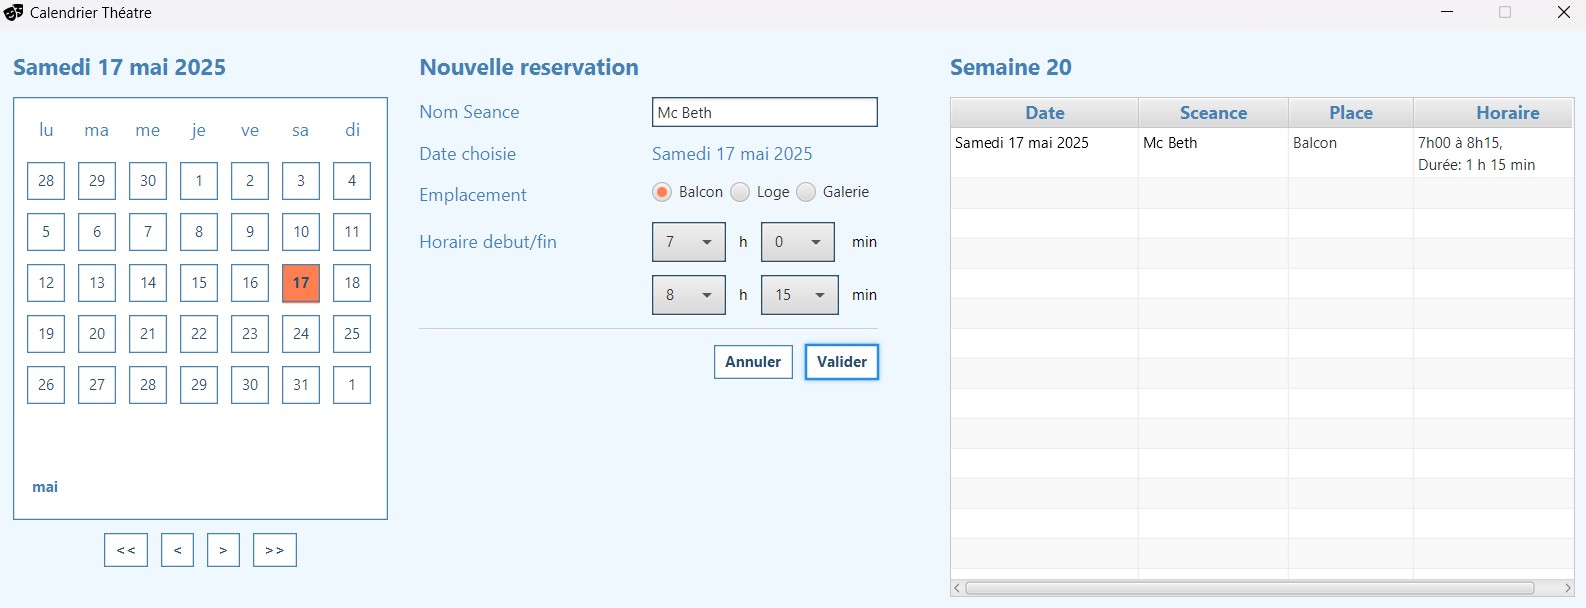 Calendrier Théatre
Samedi 17 mai 2025
lu ma me je ve sa di
28 29 30 1 2 3 4
5 6 7 8 9 10 11
12 13 14 15 16 17 18
19 20 21 22 23 24 25
26 27 28 29 30 31 1
mai
<< < > >>
Nouvelle reservation
Nom Seance Mc Beth
Date choisie Samedi 17 mai 2025
Emplacement Balcon Loge Galerie
Horaire debut/fin 7 h 0 min
8 h 15 min
Annuler Valider
Semaine 20
Date Sceance Place Horaire
Samedi 17 mai 2025 Mc Beth Balcon 7h00 à 8h15,
Durée: 1 h 15 min